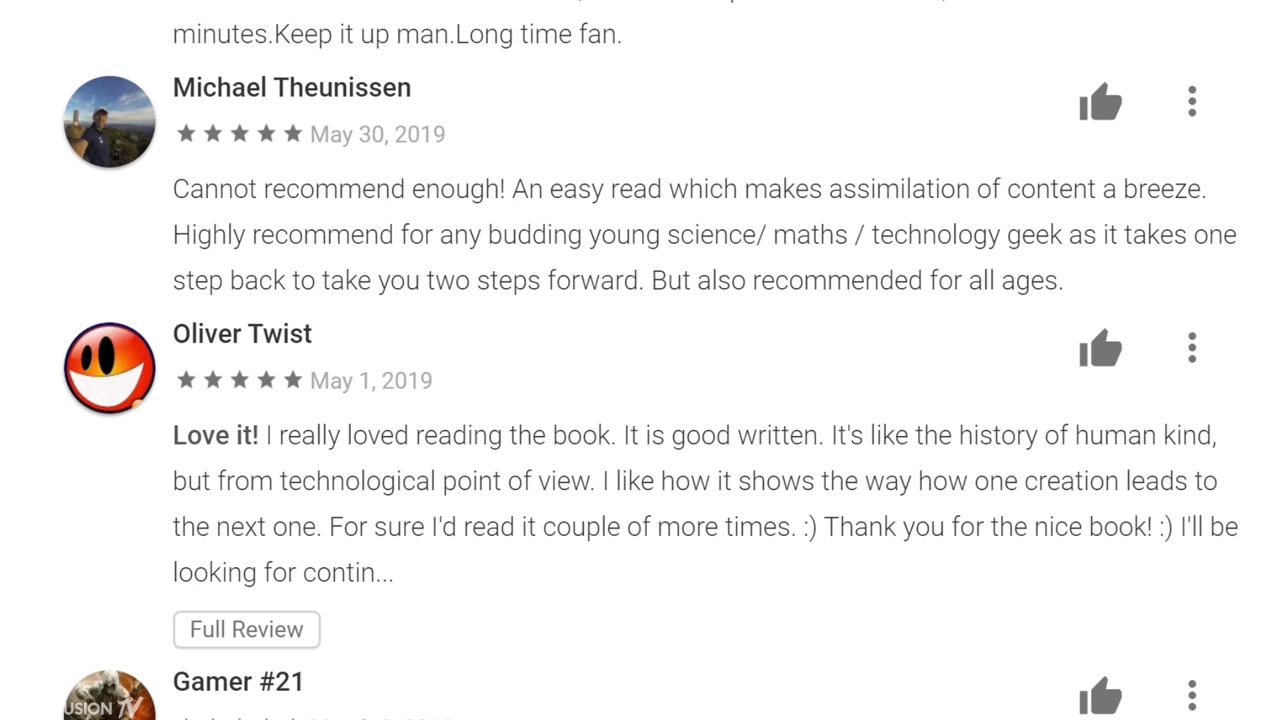 minutes.Keep it up man.Long time fan.
Michael Theunissen
May 30, 2019
Cannot recommend enough! An easy read which makes assimilation of content a breeze.
Highly recommend for any budding young science/ maths / technology geek as it takes one
step back to take you two steps forward. But also recommended for all ages.
Oliver Twist
May 1, 2019
Love it! I really loved reading the book. It is good written. It's like the history of human kind,
but from technological point of view. I like how it shows the way how one creation leads to
the next one. For sure I'd read it couple of more times. :) Thank you for the nice book! :) I'll be
looking for contin...
Full Review
Gamer #21
USION TV